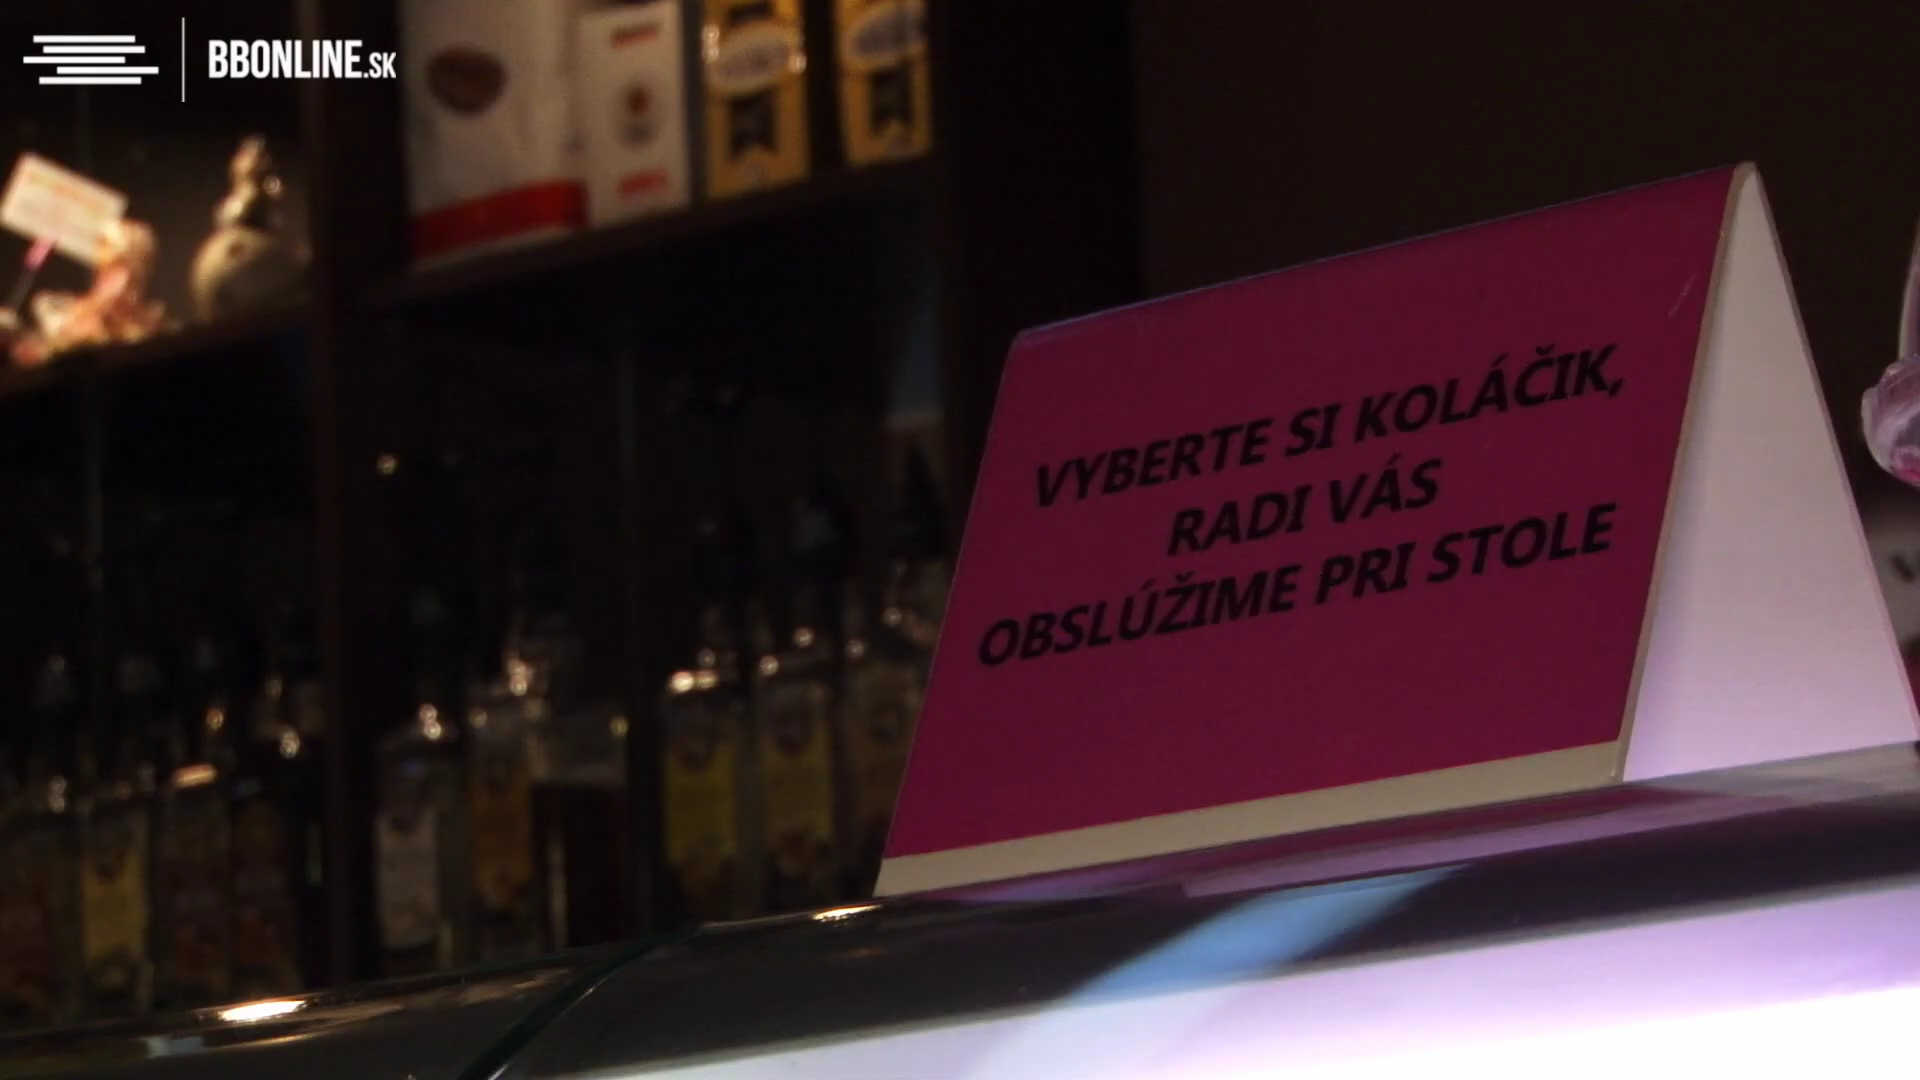 BBONLINE.SK
VYBERTE SI KOLÁČIK,
RADI VÁS
OBSLÚŽIME PRI STOLE